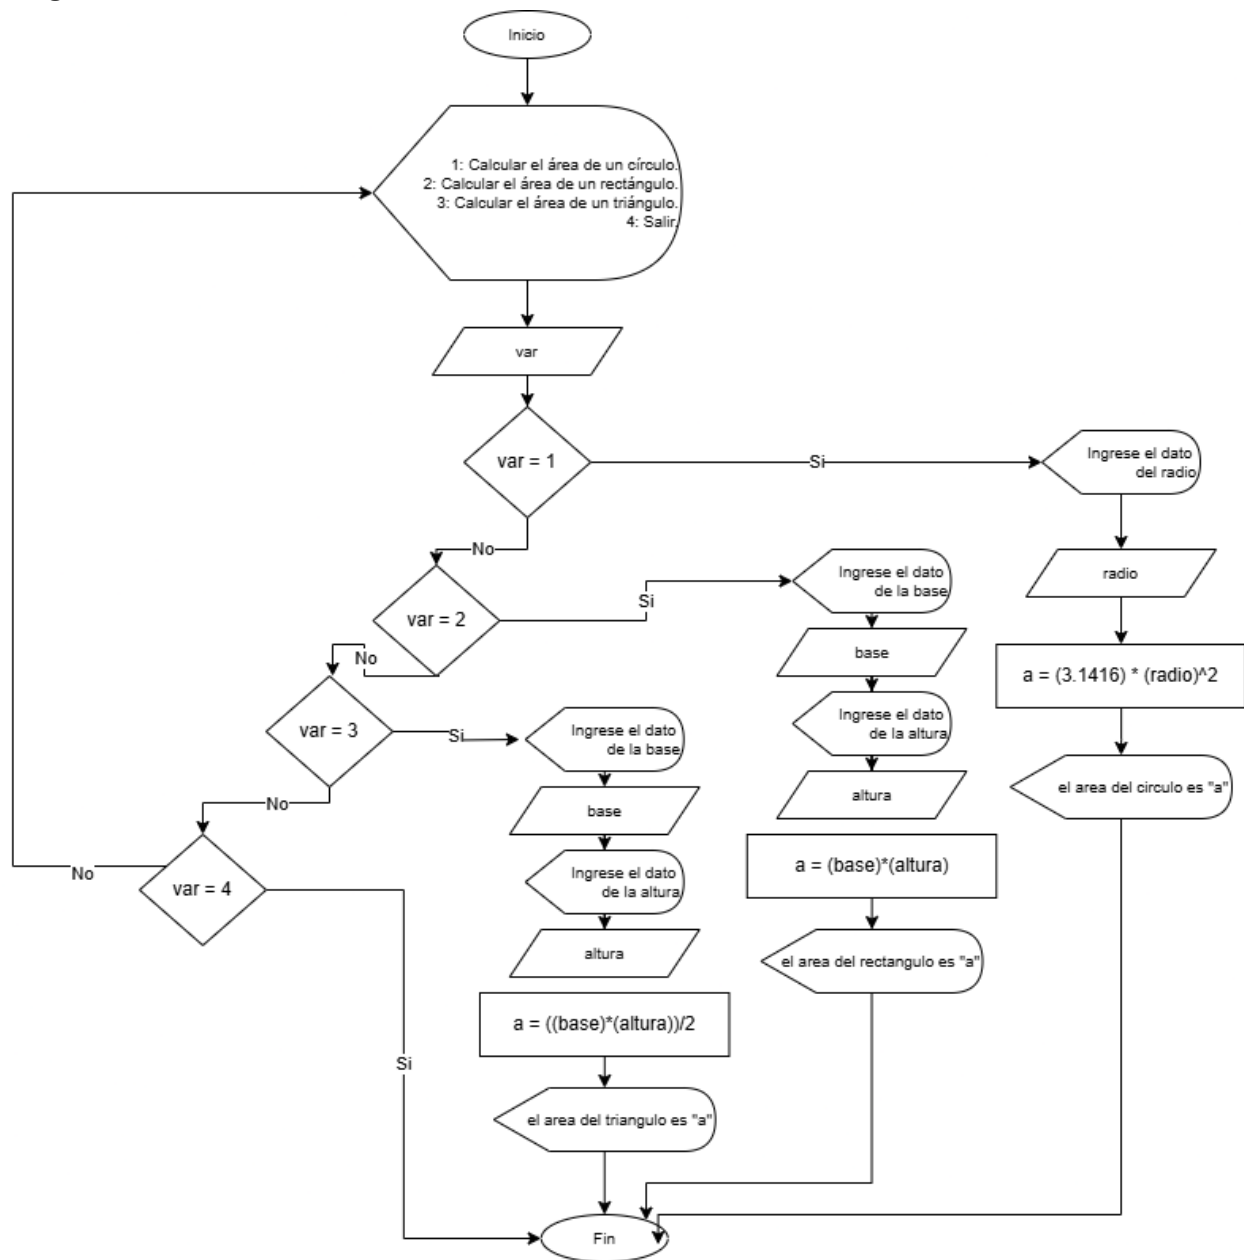 Inicio
1: Calcular el área de un círculo.
2: Calcular el área de un rectángulo.
3: Calcular el área de un triángulo.
4: Salir.
var
var = 1
Si
Ingrese el dato
del radio
radio
a = (3.1416) * (radio)^2
el area del circulo es "a"
No
var = 2
Si
Ingrese el dato
de la base
base
Ingrese el dato
de la altura
altura
a = (base)*(altura)
el area del rectangulo es "a"
No
var = 3
Si
Ingrese el dato
de la base
base
Ingrese el dato
de la altura
altura
a = ((base)*(altura))/2
el area del triangulo es "a"
No
var = 4
No
Si
Fin